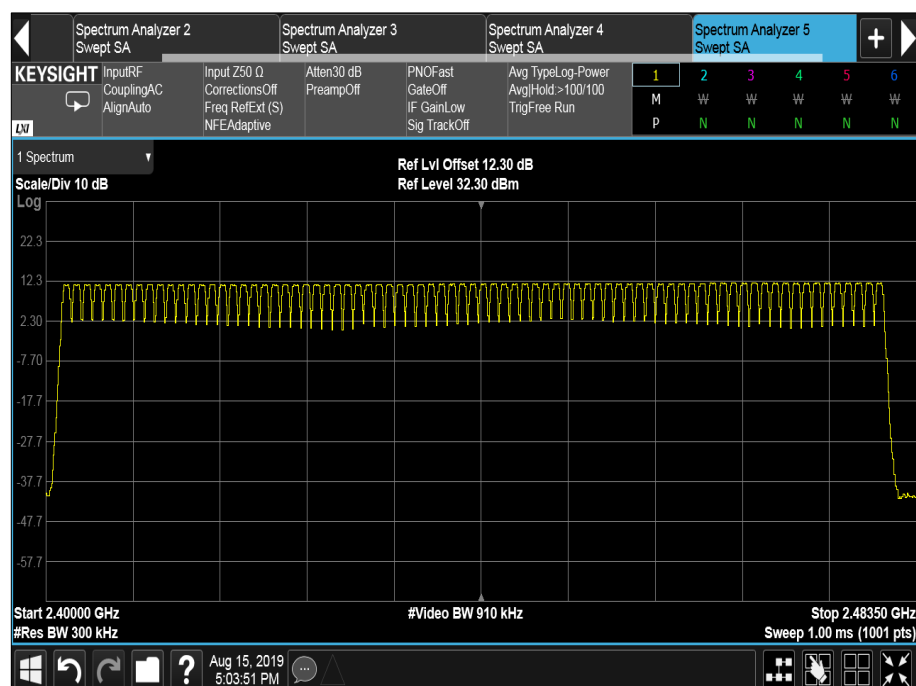 Spectrum Analyzer 2
Swept SA
Spectrum Analyzer 3
Swept SA
Spectrum Analyzer 4
Swept SA
Spectrum Analyzer 5
Swept SA
+
KEYSIGHT
LXI
InputRF
CouplingAC
AlignAuto
Input Z50 Ω
CorrectionsOff
Freq RefExt (S)
NFEAdaptive
Atten30 dB
PreampOff
PNOFast
GateOff
IF GainLow
Sig TrackOff
Avg TypeLog-Power
Avg|Hold:>100/100
TrigFree Run
1 2 3 4 5 6
M W W W W W
P N N N N N
1 Spectrum
Scale/Div 10 dB
Ref Lvl Offset 12.30 dB
Ref Level 32.30 dBm
Log
22.3
12.3
2.30
-7.70
-17.7
-27.7
-37.7
-47.7
-57.7
Start 2.40000 GHz
#Res BW 300 kHz
#Video BW 910 kHz
Stop 2.48350 GHz
Sweep 1.00 ms (1001 pts)
?
Aug 15, 2019
5:03:51 PM